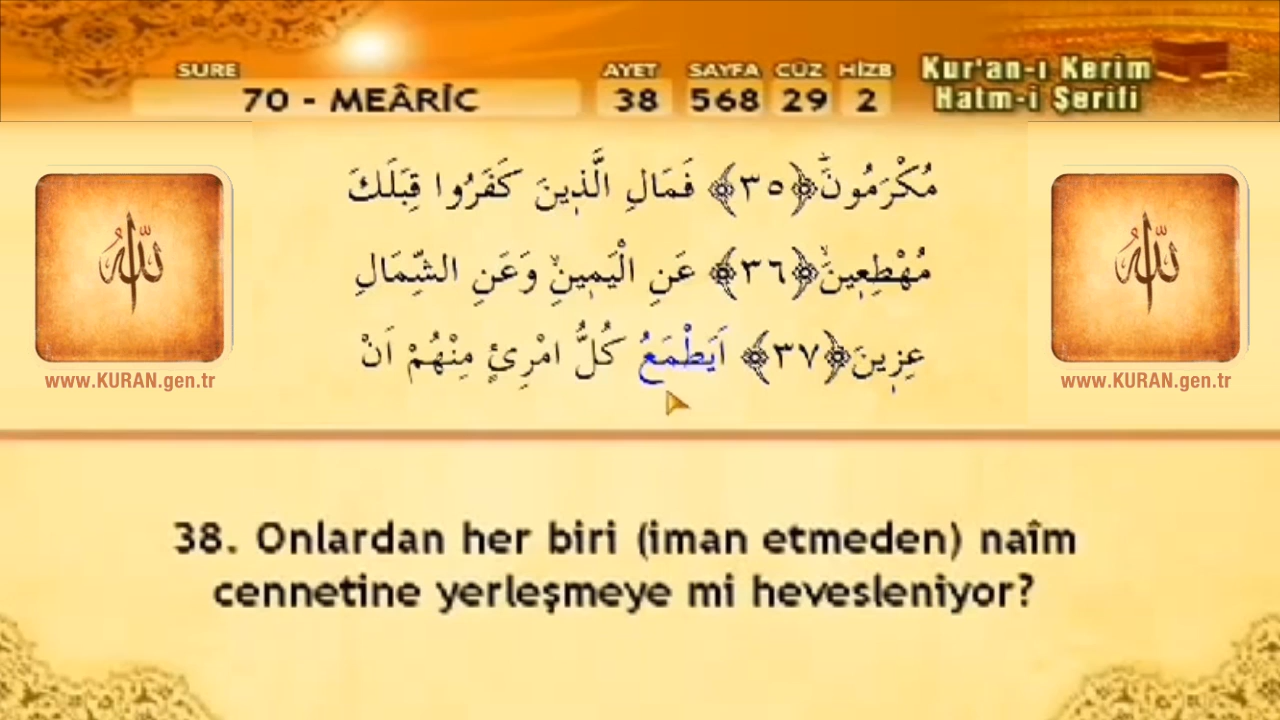 SURE AYET SAYFA CÜZ HİZB
70 - MEÂRİC 38 568 29 2
Kur'an-ı Kerim
Hatm-i Şerifi
مُكْرَمُونَۜ ﴿٣٥﴾ فَمَالِ الَّذ۪ينَ كَفَرُوا قِبَلَكَ
مُهْطِع۪ينَۙ ﴿٣٦﴾ عَنِ الْيَم۪ينِ وَعَنِ الشِّمَالِ
عِز۪ينَ ﴿٣٧﴾ اَيَطْمَعُ كُلُّ امْرِئٍ مِنْهُمْ اَنْ
الله
www.KURAN.gen.tr
الله
www.KURAN.gen.tr
38. Onlardan her biri (iman etmeden) naîm
cennetine yerleşmeye mi hevesleniyor?